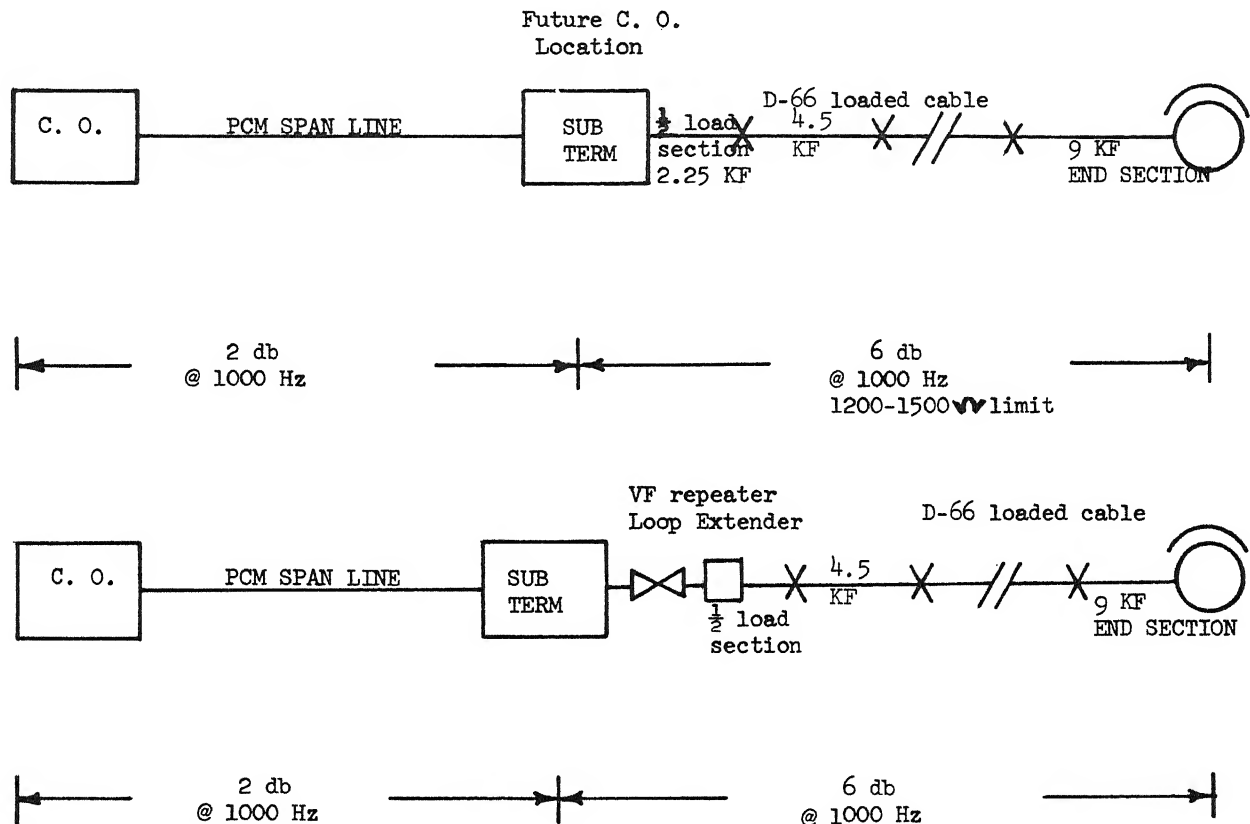 Future C. O.
Location
C. O.
PCM SPAN LINE
SUB
TERM
½ load
section
2.25 KF
D-66 loaded cable
4.5
KF
9 KF
END SECTION
2 db
@ 1000 Hz
6 db
@ 1000 Hz
1200-1500 limit
VF repeater
Loop Extender
D-66 loaded cable
C. O.
PCM SPAN LINE
SUB
TERM
½ load
section
4.5
KF
9 KF
END SECTION
2 db
@ 1000 Hz
6 db
@ 1000 Hz